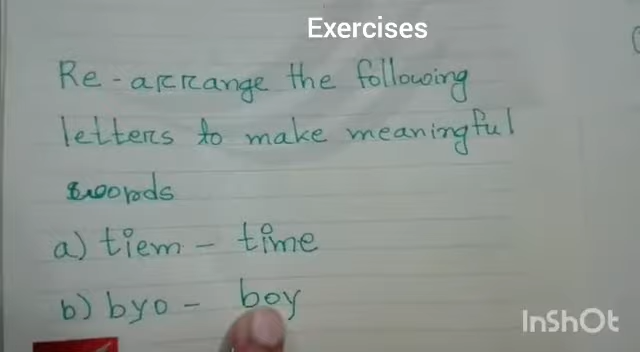 Exercises
Re-arrange the following
letters to make meaningful
words
a) tiem - time
b) byo - boy
InShOt